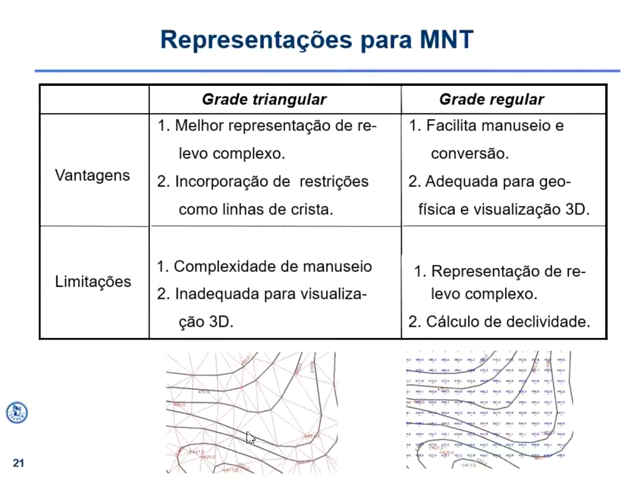 Representações para MNT
Grade triangular
Grade regular
Vantagens
1. Melhor representação de re-
levo complexo.
2. Incorporação de restrições
como linhas de crista.
1. Facilita manuseio e
conversão.
2. Adequada para geo-
física e visualização 3D.
Limitações
1. Complexidade de manuseio
2. Inadequada para visualiza-
ção 3D.
1. Representação de re-
levo complexo.
2. Cálculo de declividade.
21